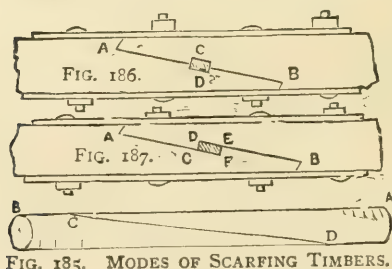 A C
D B
FIG. 186.
A D E
C F B
FIG. 187.
B C A
D
FIG. 185. MODES OF SCARFING TIMBERS.